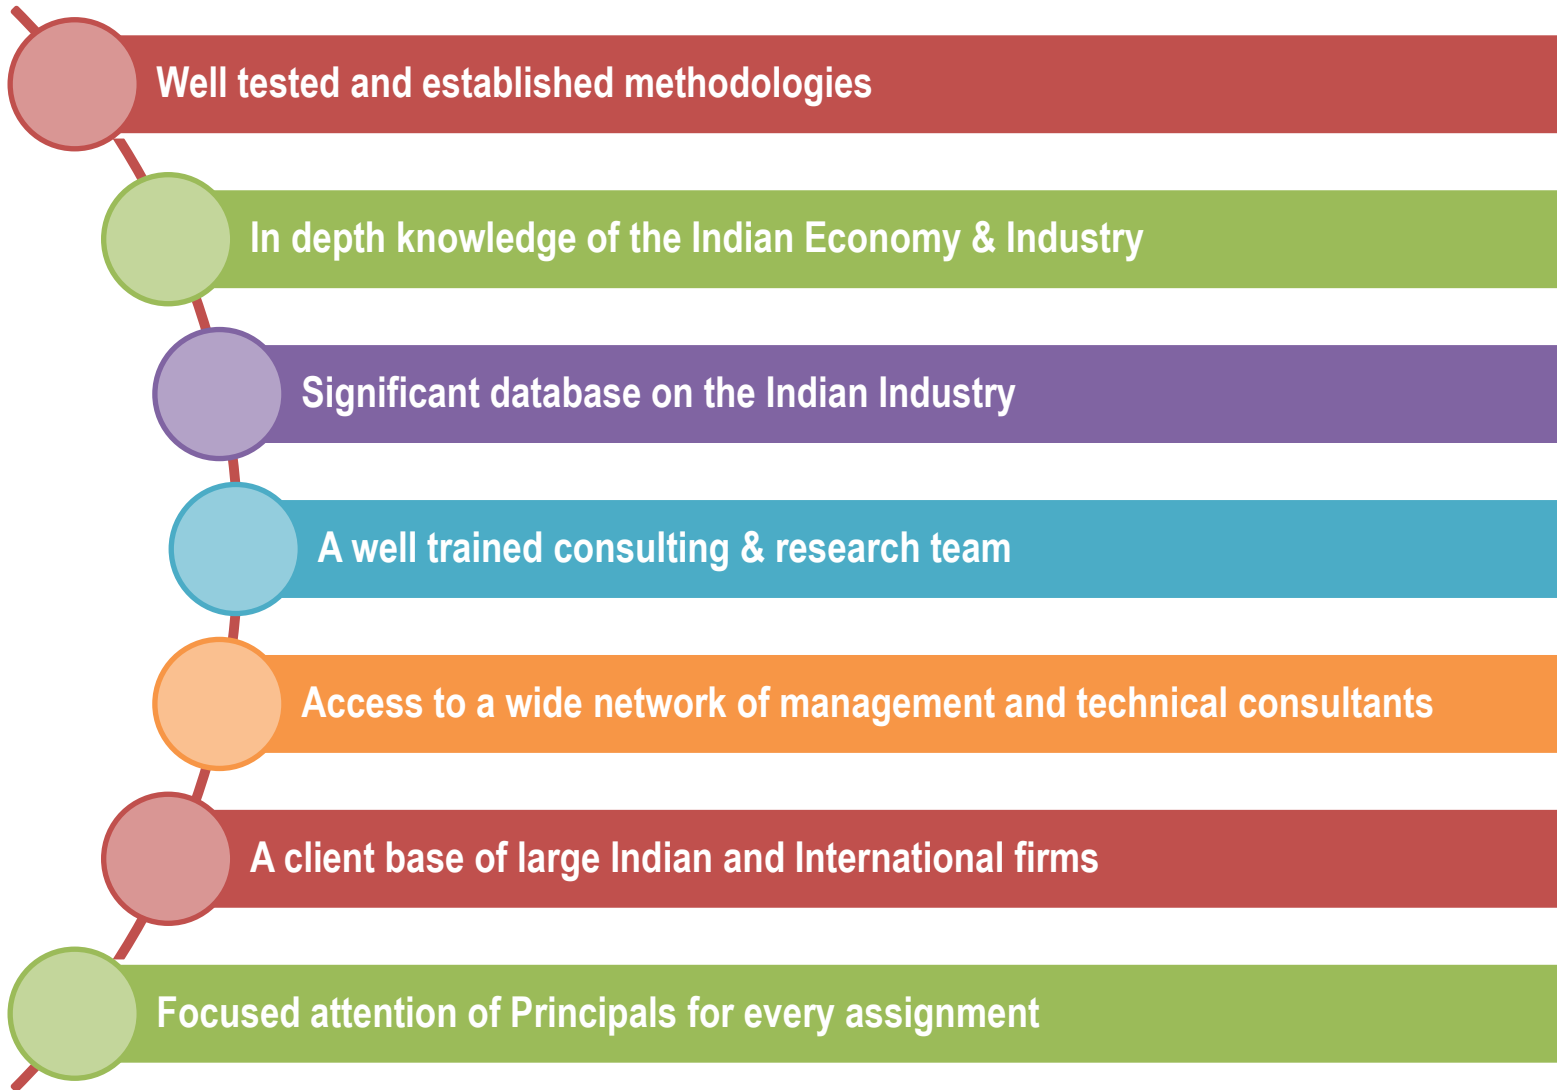 Well tested and established methodologies
In depth knowledge of the Indian Economy & Industry
Significant database on the Indian Industry
A well trained consulting & research team
Access to a wide network of management and technical consultants
A client base of large Indian and International firms
Focused attention of Principals for every assignment